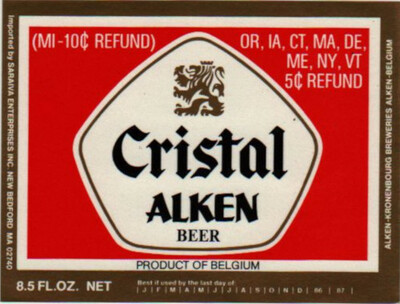 (MI-10¢ REFUND)
OR, IA, CT, MA, DE,
ME, NY, VT
5¢ REFUND
Cristal
ALKEN
BEER
PRODUCT OF BELGIUM
8.5 FL.OZ. NET
Best if used by the last day of
| J | F | M | A | M | J | J | A | S | O | N | D | 86 | 87 |
Imported by SARAIVA ENTERPRISES INC. NEW BEDFORD MA 02740
ALKEN-KRONENBOURG BREWERIES ALKEN-BELGIUM